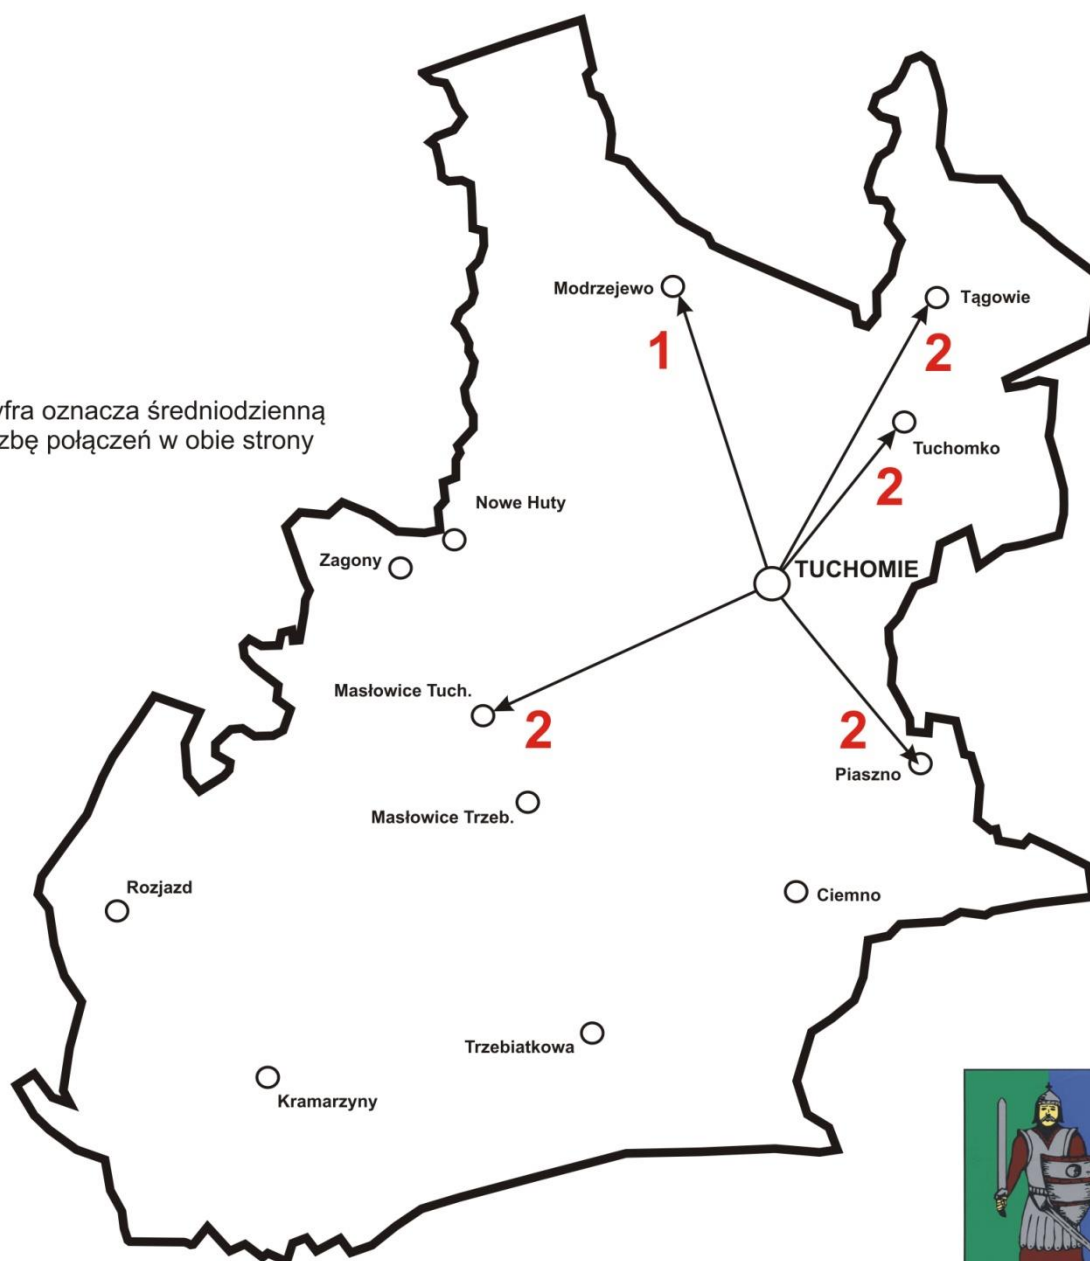 Modrzejewo
Tągowie
1
2
yfra oznacza średniodzienną
zbę połączeń w obie strony
Tuchomko
2
Nowe Huty
Zagony
TUCHOMIE
Masłowice Tuch.
2
2
Piaszno
Masłowice Trzeb.
Rozjazd
Ciemno
Trzebiatkowa
Kramarzyny